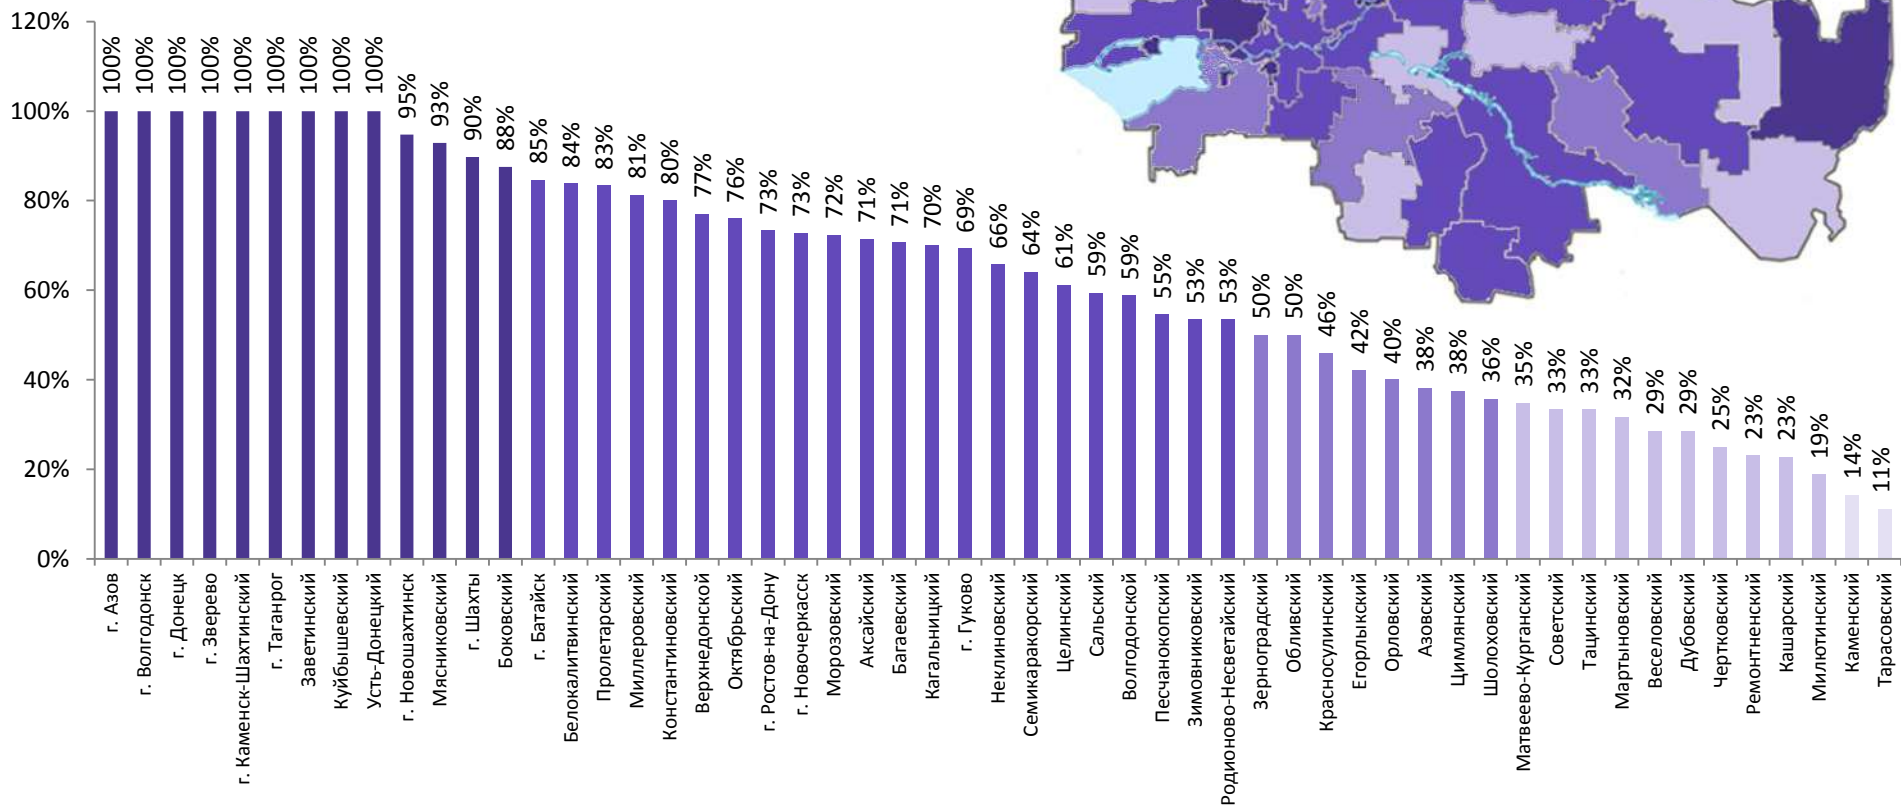 120%
100%
80%
60%
40%
20%
0%
100%
100%
100%
100%
100%
100%
100%
100%
100%
95%
93%
90%
88%
85%
84%
83%
81%
80%
77%
76%
73%
73%
72%
71%
71%
70%
69%
66%
64%
61%
59%
59%
55%
53%
53%
50%
50%
46%
42%
40%
38%
38%
36%
35%
33%
33%
32%
29%
29%
25%
23%
23%
19%
14%
11%
г. Азов
г. Волгодонск
г. Донецк
г. Зверево
г. Каменск-Шахтинский
г. Таганрог
Заветинский
Куйбышевский
Усть-Донецкий
г. Новошахтинск
Мясниковский
г. Шахты
Боковский
г. Батайск
Белокалитвинский
Пролетарский
Миллеровский
Константиновский
Верхнедонской
Октябрьский
г. Ростов-на-Дону
г. Новочеркасск
Морозовский
Аксайский
Багаевский
Кагальницкий
г. Гуково
Неклиновский
Семикаракорский
Целинский
Сальский
Волгодонской
Песчанокопский
Зимовниковский
Родионово-Несветайский
Зерноградский
Обливский
Красносулинский
Егорлыкский
Орловский
Азовский
Цимлянский
Шолоховский
Матвеево-Курганский
Советский
Тацинский
Мартыновский
Веселовский
Дубовский
Чертковский
Ремонтненский
Кашарский
Милютинский
Каменский
Тарасовский